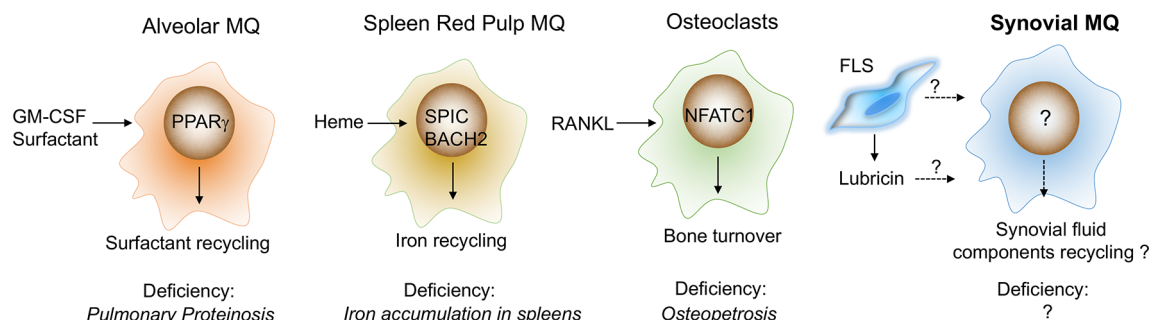 Alveolar MQ
GM-CSF
Surfactant
PPARγ
Surfactant recycling
Deficiency:
Pulmonary Proteinosis
Spleen Red Pulp MQ
Heme
SPIC
BACH2
Iron recycling
Deficiency:
Iron accumulation in spleens
Osteoclasts
RANKL
NFATC1
Bone turnover
Deficiency:
Osteopetrosis
Synovial MQ
FLS
?
?
Lubricin
?
Synovial fluid
components recycling ?
Deficiency:
?